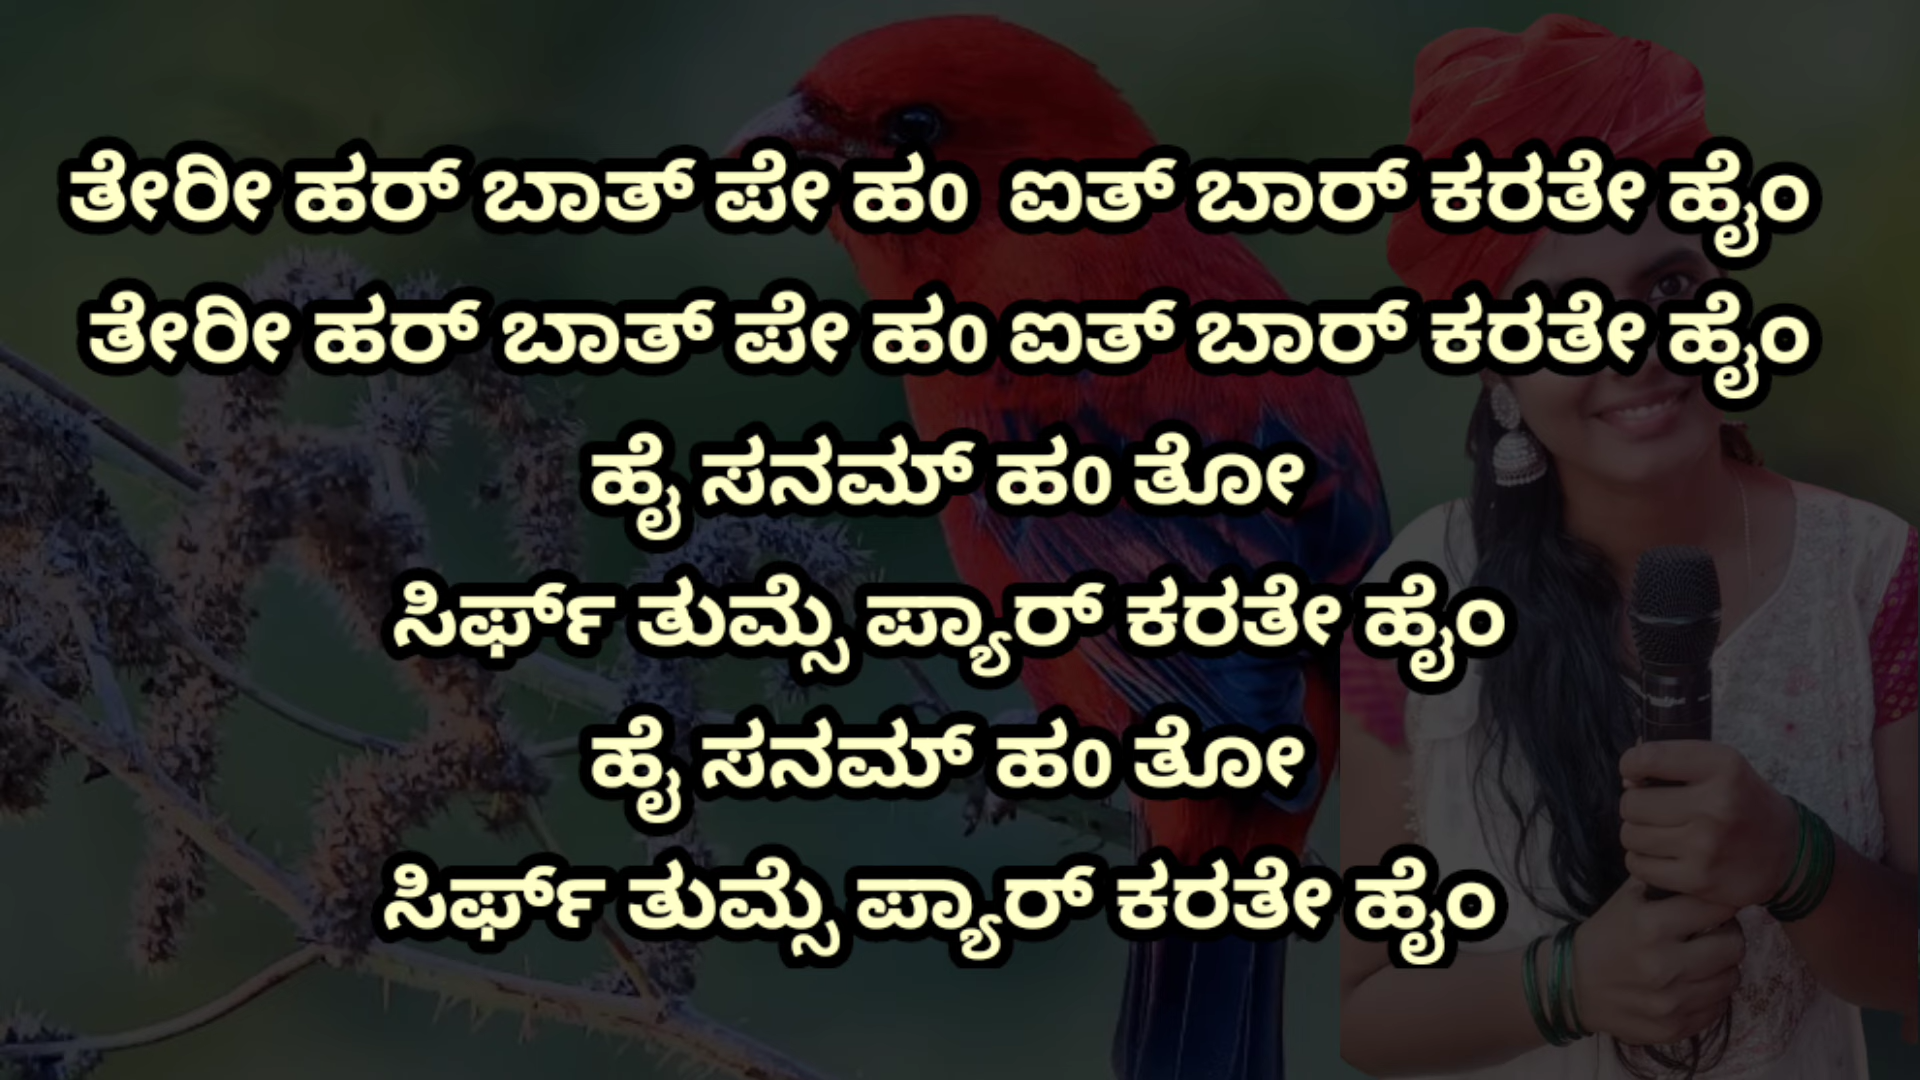 ತೇರೀ ಹರ್ ಬಾತ್ ಪೇ ಹಂ ಐತ್ ಬಾರ್ ಕರತೇ ಹೈಂ
ತೇರೀ ಹರ್ ಬಾತ್ ಪೇ ಹಂ ಐತ್ ಬಾರ್ ಕರತೇ ಹೈಂ
ಹೈ ಸನಮ್ ಹಂ ತೋ
ಸಿರ್ಫ್ ತುಮ್ಸೆ ಪ್ಯಾರ್ ಕರತೇ ಹೈಂ
ಹೈ ಸನಮ್ ಹಂ ತೋ
ಸಿರ್ಫ್ ತುಮ್ಸೆ ಪ್ಯಾರ್ ಕರತೇ ಹೈಂ